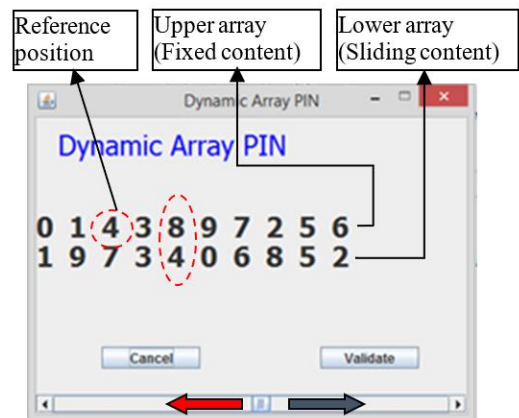 Reference
position
Upper array
(Fixed content)
Lower array
(Sliding content)
Dynamic Array PIN
Dynamic Array PIN
0 1 4 3 8 9 7 2 5 6
1 9 7 3 4 0 6 8 5 2
Cancel
Validate